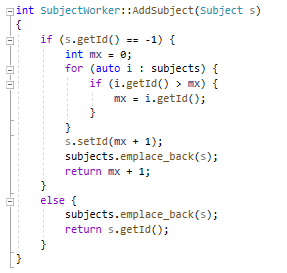 int SubjectWorker::AddSubject(Subject s)
{
    if (s.getId() == -1) {
        int mx = 0;
        for (auto i : subjects) {
            if (i.getId() > mx) {
                mx = i.getId();
            }
        }
        s.setId(mx + 1);
        subjects.emplace_back(s);
        return mx + 1;
    }
    else {
        subjects.emplace_back(s);
        return s.getId();
    }
}